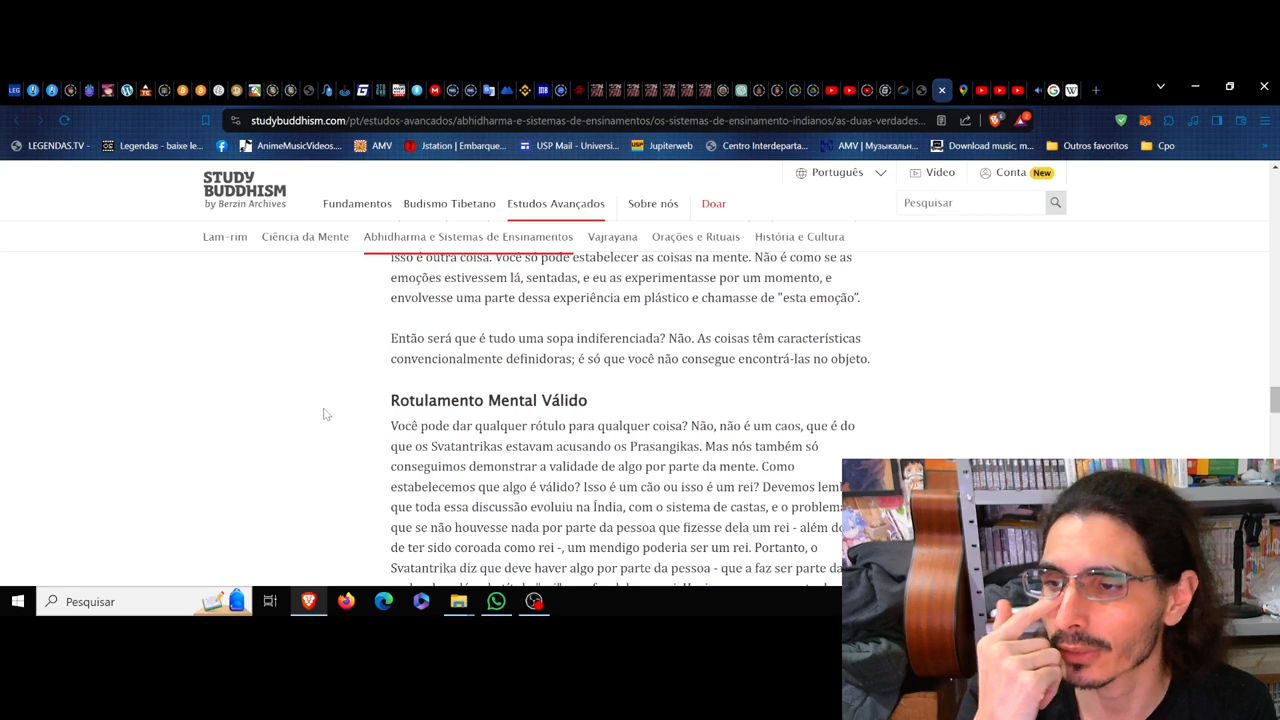 LEG
studybuddhism.com/pt/estudos-avancados/abhidharma-e-sistemas-de-ensinamentos/os-sistemas-de-ensinamento-indianos/as-duas-verdades...
LEGENDAS.TV - Legendas - baixe le... AnimeMusicVideos.... AMV Jstation | Embarque... USP Mail - Universi... Jupiterweb Centro Interdeparta... AMV | Музыкальн... Download music, m... Outros favoritos Cpo
STUDY
BUDDHISM
by Berzin Archives
Português Vídeo Conta New
Fundamentos Budismo Tibetano Estudos Avançados Sobre nós Doar Pesquisar
Lam-rim Ciência da Mente Abhidharma e Sistemas de Ensinamentos Vajrayana Orações e Rituais História e Cultura
isso é outra coisa. Você só pode estabelecer as coisas na mente. Não é como se as
emoções estivessem lá, sentadas, e eu as experimentasse por um momento, e
envolvesse uma parte dessa experiência em plástico e chamasse de "esta emoção".
Então será que é tudo uma sopa indiferenciada? Não. As coisas têm características
convencionalmente definidoras; é só que você não consegue encontrá-las no objeto.
Rotulamento Mental Válido
Você pode dar qualquer rótulo para qualquer coisa? Não, não é um caos, que é do
que os Svatantrikas estavam acusando os Prasangikas. Mas nós também só
conseguimos demonstrar a validade de algo por parte da mente. Como
estabelecemos que algo é válido? Isso é um cão ou isso é um rei? Devemos lem
que toda essa discussão evoluiu na Índia, com o sistema de castas, e o problema
que se não houvesse nada por parte da pessoa que fizesse dela um rei - além do
de ter sido coroada como rei -, um mendigo poderia ser um rei. Portanto, o
Svatantrika diz que deve haver algo por parte da pessoa - que a faz ser parte da
Pesquisar